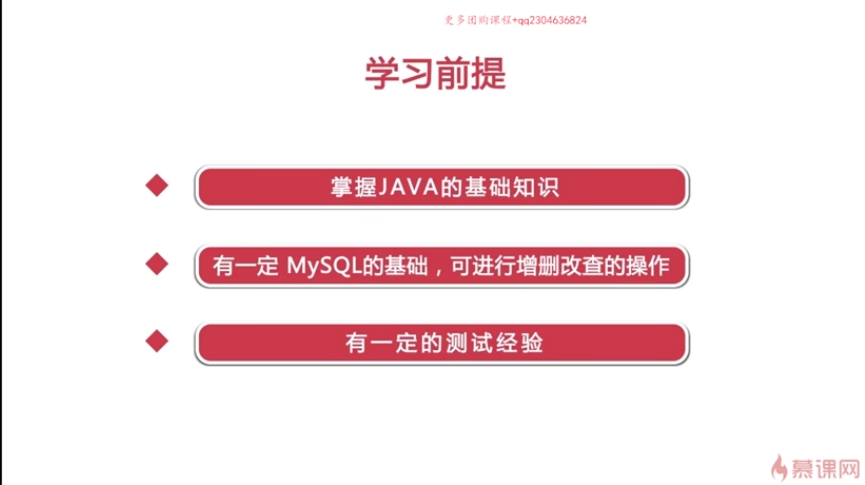 更多团购课程+qq2304636824
学习前提
掌握JAVA的基础知识
有一定 MySQL的基础，可进行增删改查的操作
有一定的测试经验
慕课网